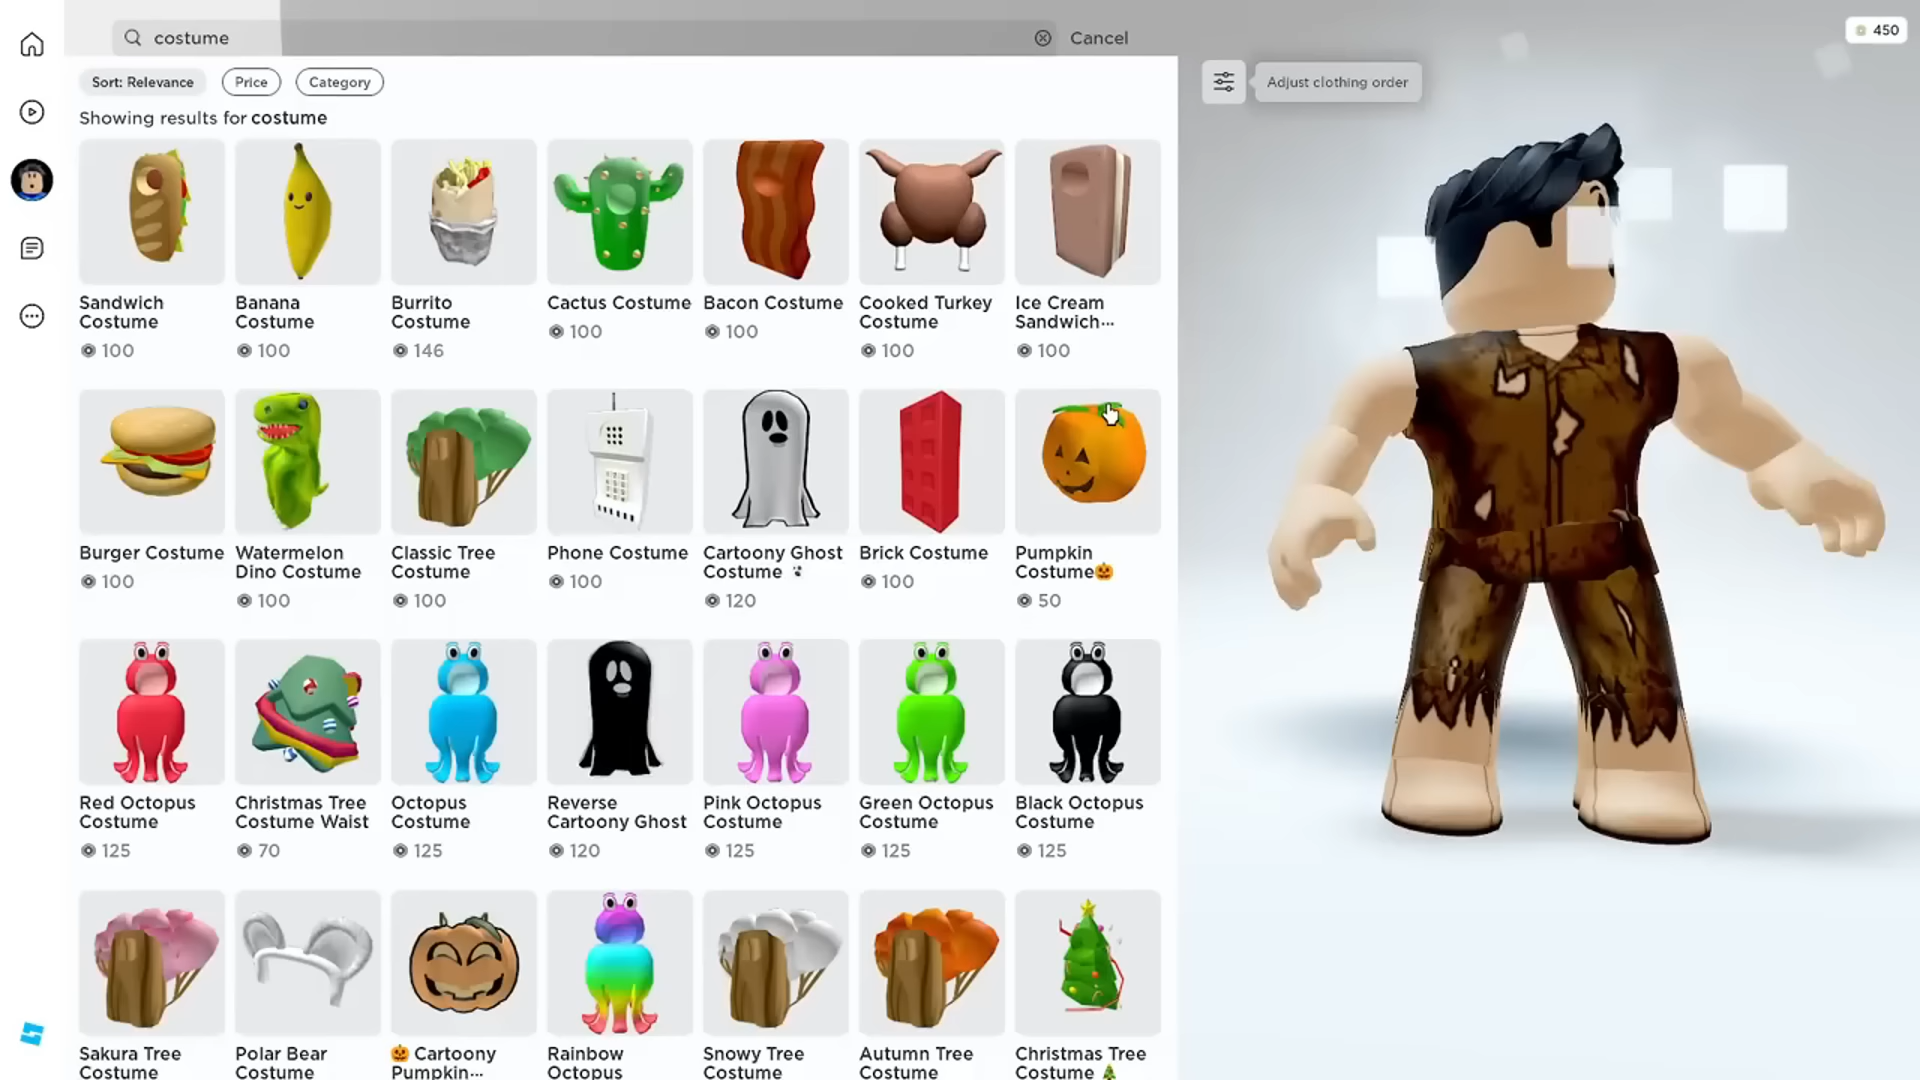 costume
Cancel
450
Sort: Relevance
Price
Category
Adjust clothing order
Showing results for costume
Sandwich
Costume
100
Banana
Costume
100
Burrito
Costume
146
Cactus Costume
100
Bacon Costume
100
Cooked Turkey
Costume
100
Ice Cream
Sandwich...
100
Burger Costume
100
Watermelon
Dino Costume
100
Classic Tree
Costume
100
Phone Costume
100
Cartoony Ghost
Costume
120
Brick Costume
100
Pumpkin
Costume🎃
50
Red Octopus
Costume
125
Christmas Tree
Costume Waist
70
Octopus
Costume
125
Reverse
Cartoony Ghost
120
Pink Octopus
Costume
125
Green Octopus
Costume
125
Black Octopus
Costume
125
Sakura Tree
Costume
Polar Bear
Costume
🎃 Cartoony
Pumpkin...
Rainbow
Octopus
Snowy Tree
Costume
Autumn Tree
Costume
Christmas Tree
Costume 🎄